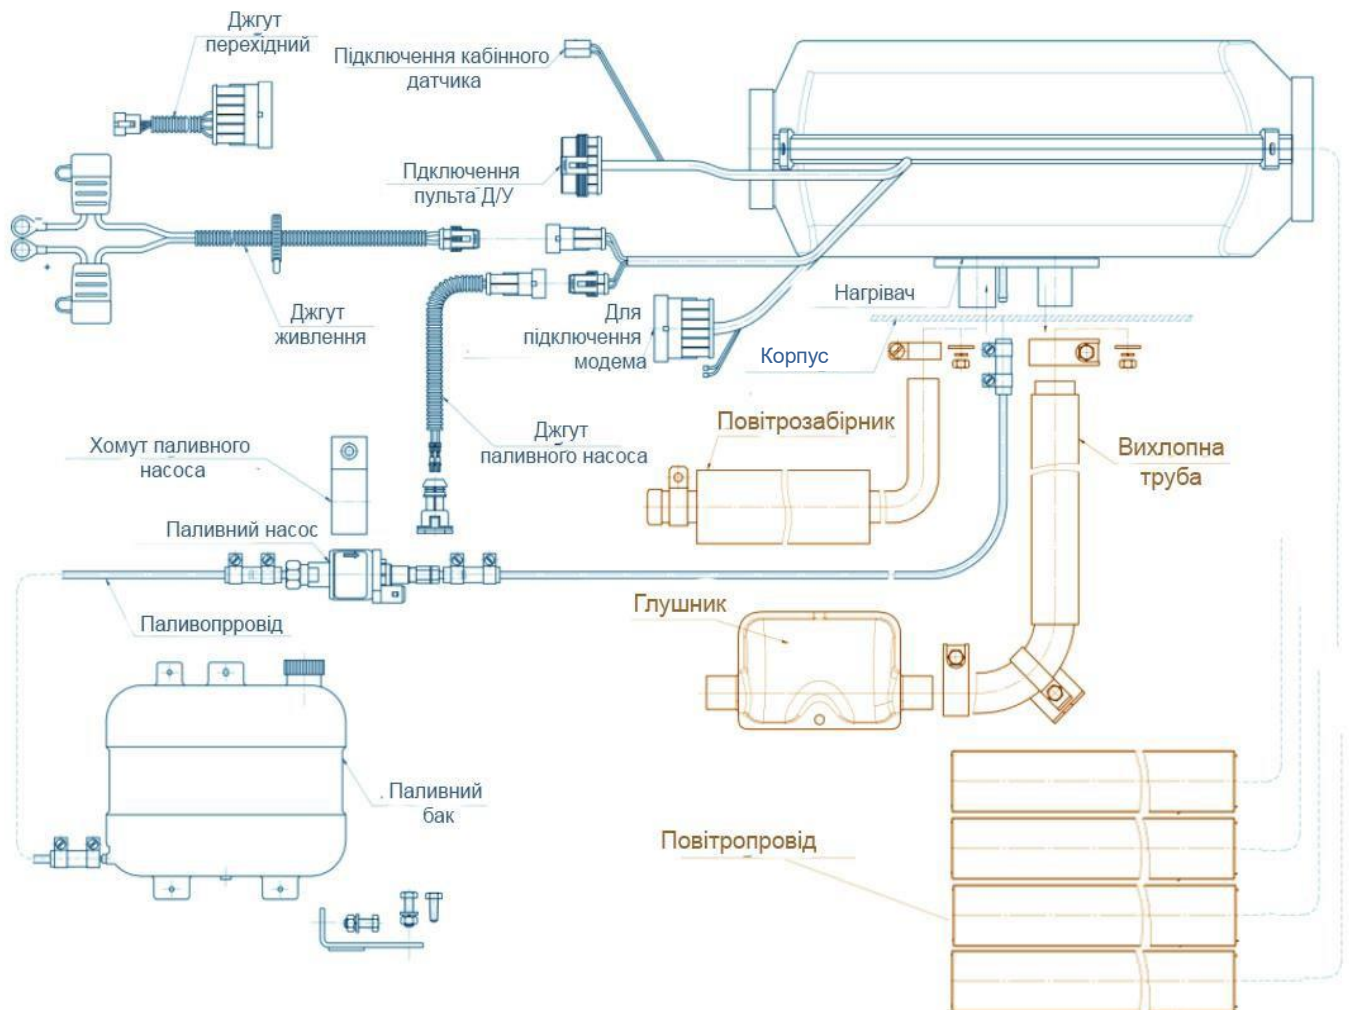 Джгут
перехідний
Підключення кабінного
датчика
Пдключення
пульта Д/У
Джгут
живлення
Для
підключення
модема
Нагрівач
Корпус
Повітрозабірник
Вихлопна
труба
Джгут
паливного насоса
Хомут паливного
насоса
Паливний насос
Паливопрровід
Глушник
Паливний
бак
Повітропровід